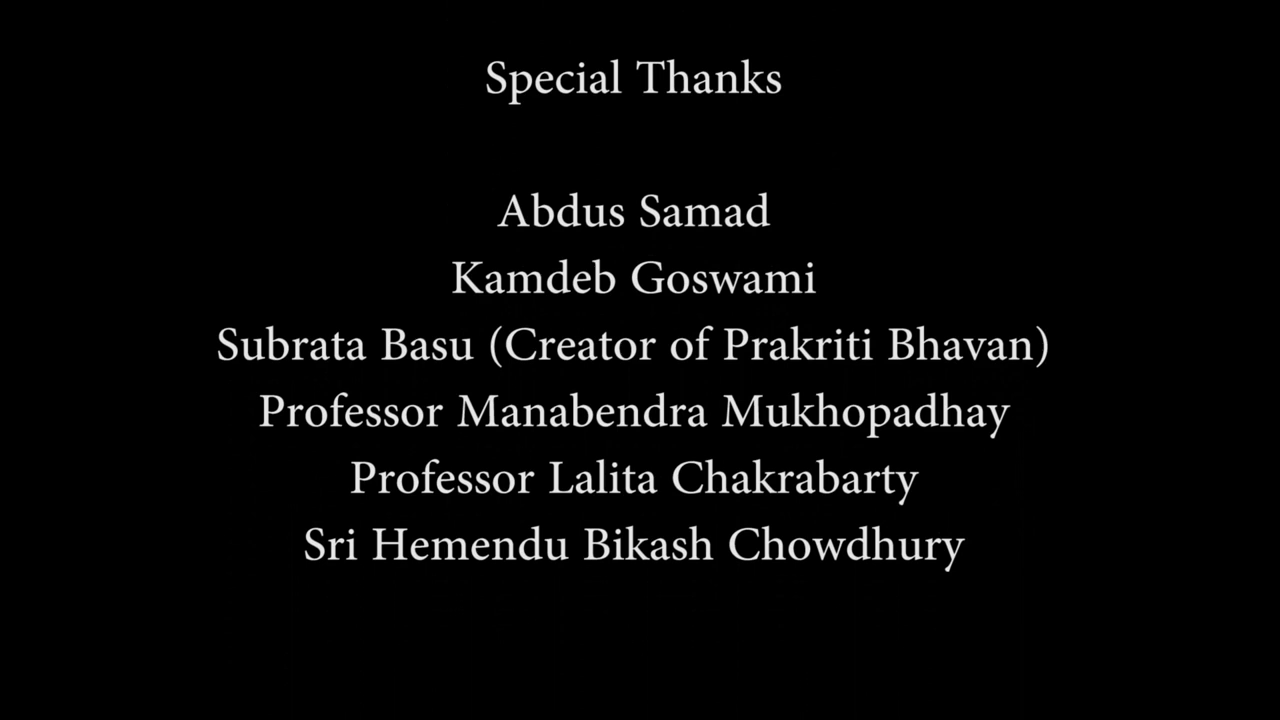 Special Thanks
Abdus Samad
Kamdeb Goswami
Subrata Basu (Creator of Prakriti Bhavan)
Professor Manabendra Mukhopadhay
Professor Lalita Chakrabarty
Sri Hemendu Bikash Chowdhury